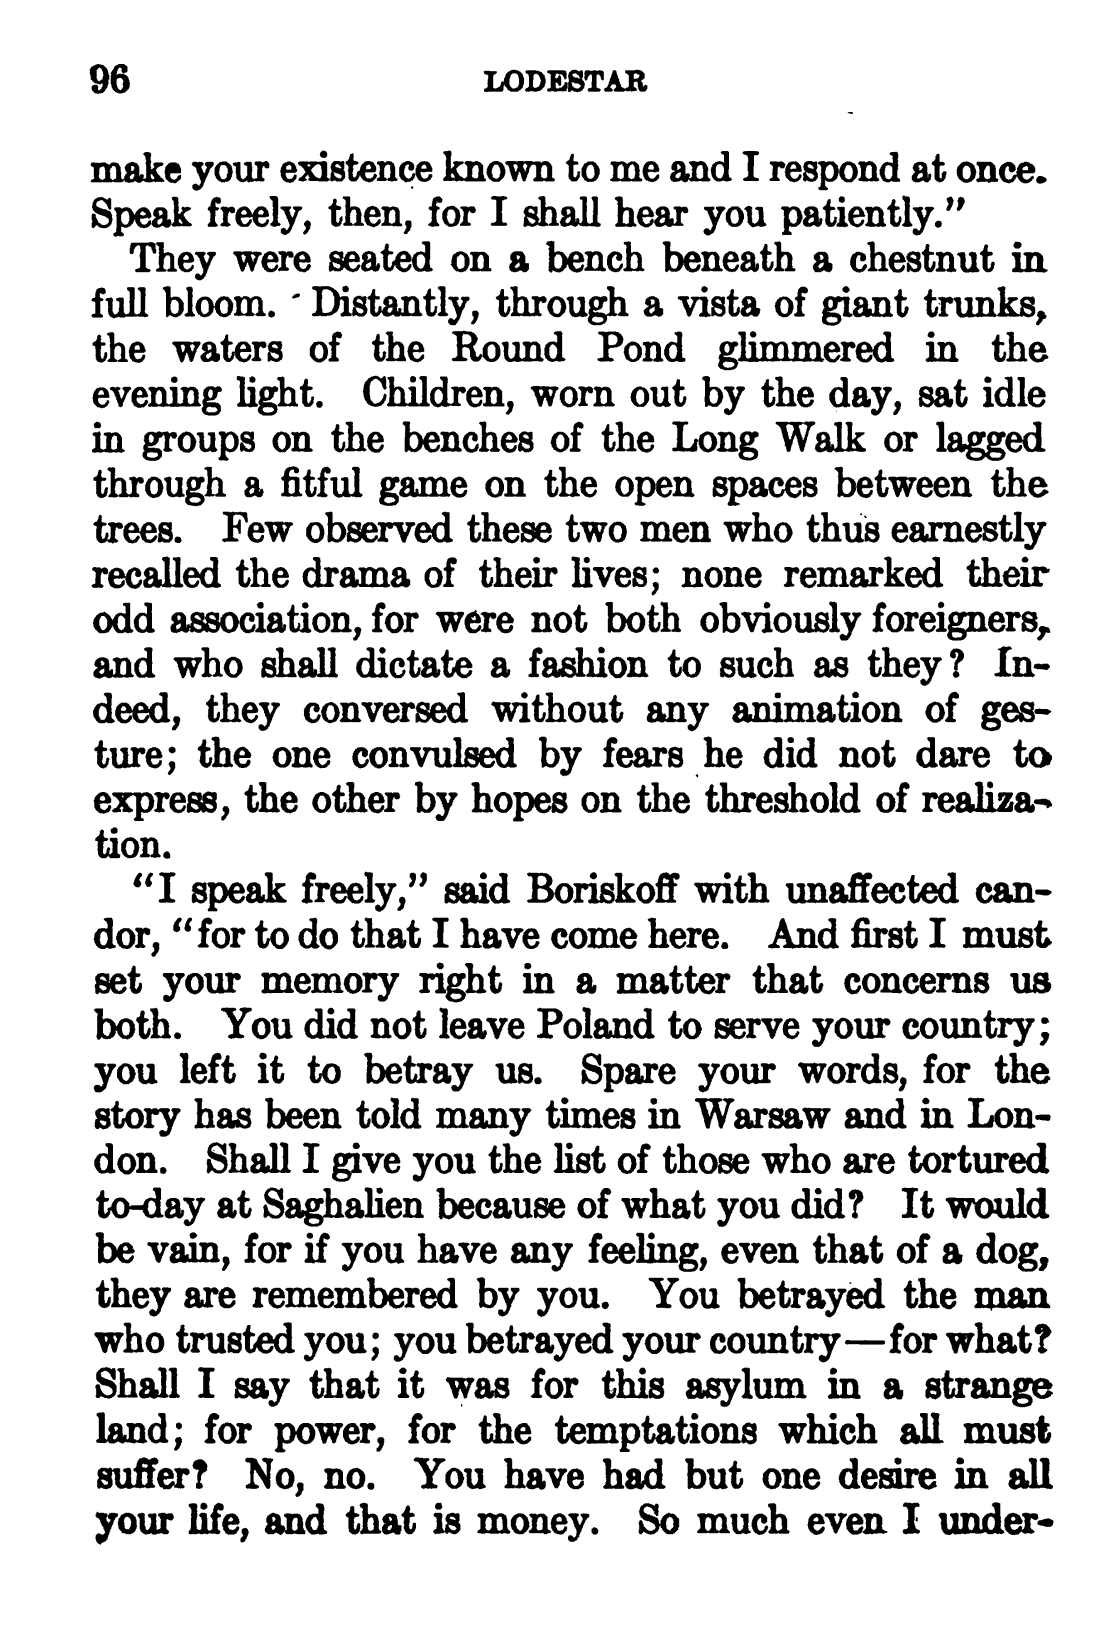 96 LODESTAR
make your existence known to me and I respond at once.
Speak freely, then, for I shall hear you patiently.”
They were seated on a bench beneath a chestnut in
full bloom. Distantly, through a vista of giant trunks,
the waters of the Round Pond glimmered in the
evening light. Children, worn out by the day, sat idle
in groups on the benches of the Long Walk or lagged
through a fitful game on the open spaces between the
trees. Few observed these two men who thus earnestly
recalled the drama of their lives; none remarked their
odd association, for were not both obviously foreigners,
and who shall dictate a fashion to such as they? In-
deed, they conversed without any animation of ges-
ture; the one convulsed by fears he did not dare to
express, the other by hopes on the threshold of realiza-
tion.
“I speak freely,” said Boriskoff with unaffected can-
dor, “for to do that I have come here. And first I must
set your memory right in a matter that concerns us
both. You did not leave Poland to serve your country;
you left it to betray us. Spare your words, for the
story has been told many times in Warsaw and in Lon-
don. Shall I give you the list of those who are tortured
to-day at Saghalien because of what you did? It would
be vain, for if you have any feeling, even that of a dog,
they are remembered by you. You betrayed the man
who trusted you; you betrayed your country—for what?
Shall I say that it was for this asylum in a strange
land; for power, for the temptations which all must
suffer? No, no. You have had but one desire in all
your life, and that is money. So much even I under-